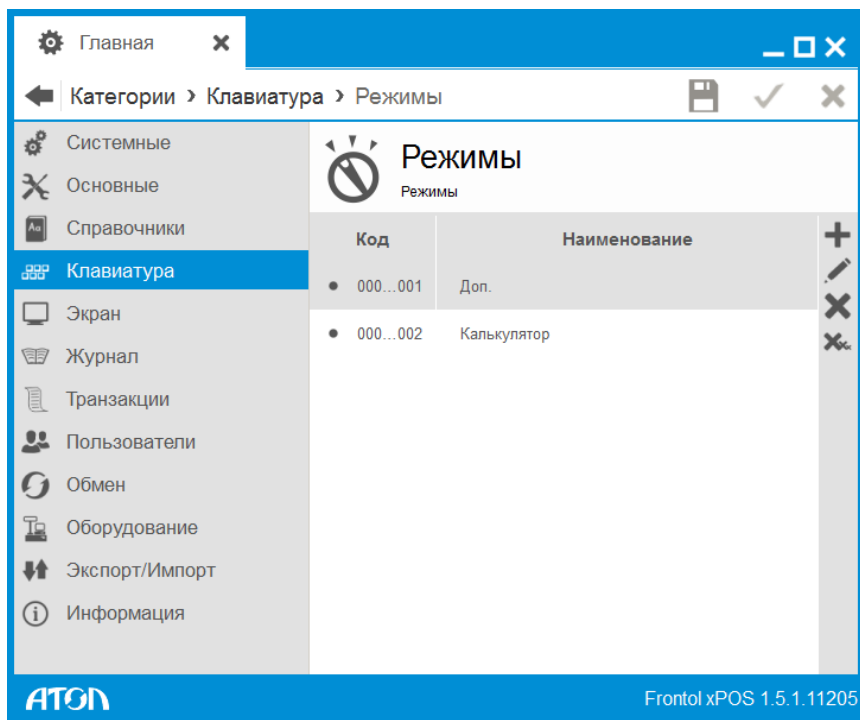 Главная
Категории › Клавиатура › Режимы
Системные
Основные
Справочники
Клавиатура
Экран
Журнал
Транзакции
Пользователи
Обмен
Оборудование
Экспорт/Импорт
Информация
Режимы
Режимы
Код Наименование
000...001 Доп.
000...002 Калькулятор
АТОЛ
Frontol xPOS 1.5.1.11205